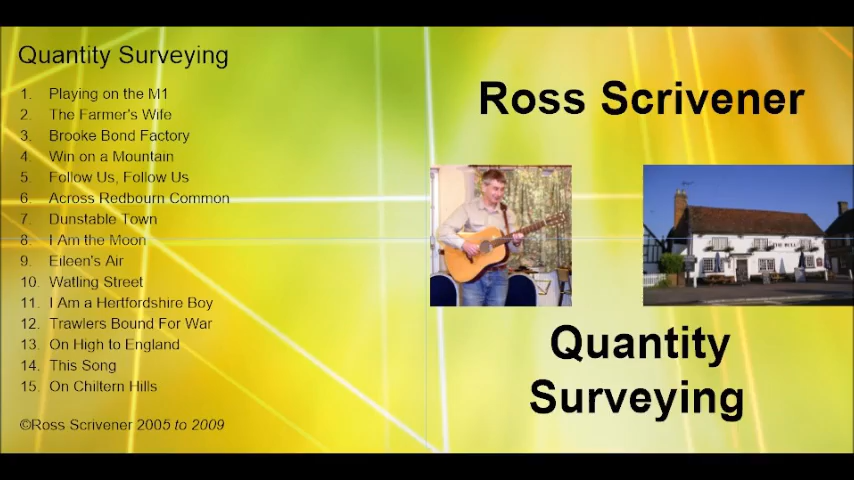 Quantity Surveying
1. Playing on the M1
2. The Farmer's Wife
3. Brooke Bond Factory
4. Win on a Mountain
5. Follow Us, Follow Us
6. Across Redbourn Common
7. Dunstable Town
8. I Am the Moon
9. Eileen's Air
10. Watling Street
11. I Am a Hertfordshire Boy
12. Trawlers Bound For War
13. On High to England
14. This Song
15. On Chiltern Hills
©Ross Scrivener 2005 to 2009
Ross Scrivener
Quantity
Surveying